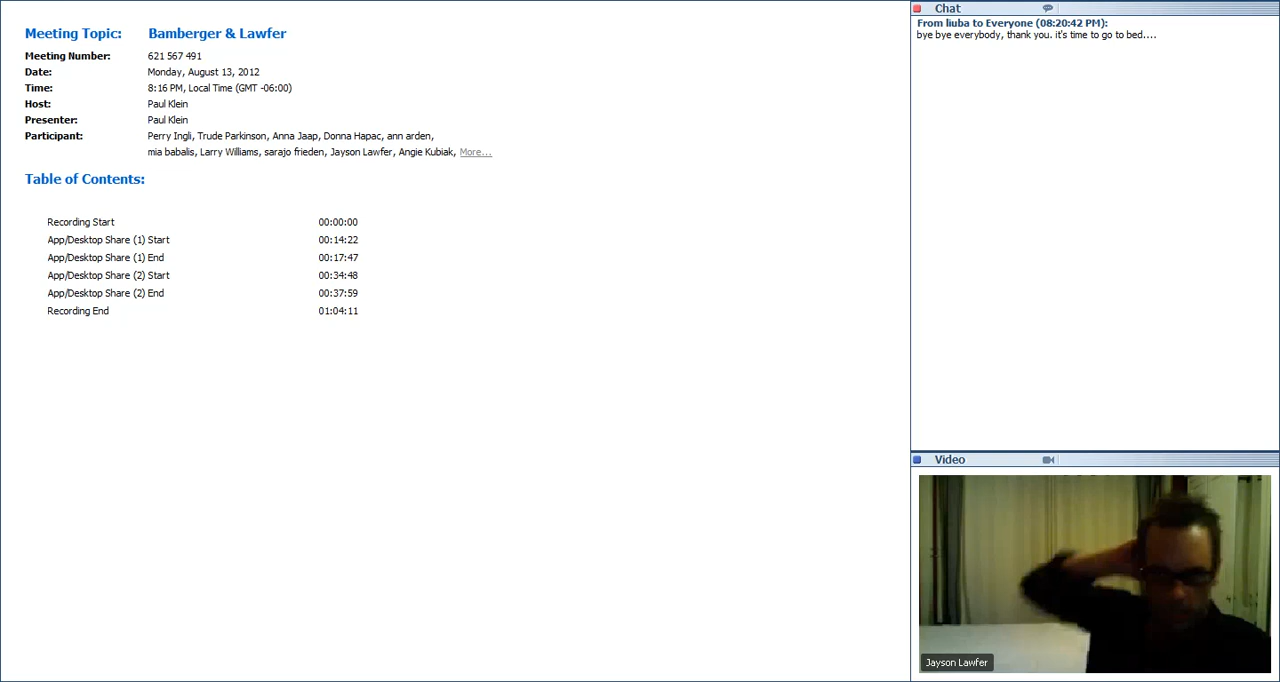 Meeting Topic: Bamberger & Lawfer
Meeting Number: 621 567 491
Date: Monday, August 13, 2012
Time: 8:16 PM, Local Time (GMT -06:00)
Host: Paul Klein
Presenter: Paul Klein
Participant: Perry Ingli, Trude Parkinson, Anna Jaap, Donna Hapac, ann arden,
mia babalis, Larry Williams, sarajo frieden, Jayson Lawfer, Angie Kubiak, More...
Table of Contents:
Recording Start 00:00:00
App/Desktop Share (1) Start 00:14:22
App/Desktop Share (1) End 00:17:47
App/Desktop Share (2) Start 00:34:48
App/Desktop Share (2) End 00:37:59
Recording End 01:04:11
Chat
From liuba to Everyone (08:20:42 PM):
bye bye everybody, thank you. it's time to go to bed....
Video
Jayson Lawfer